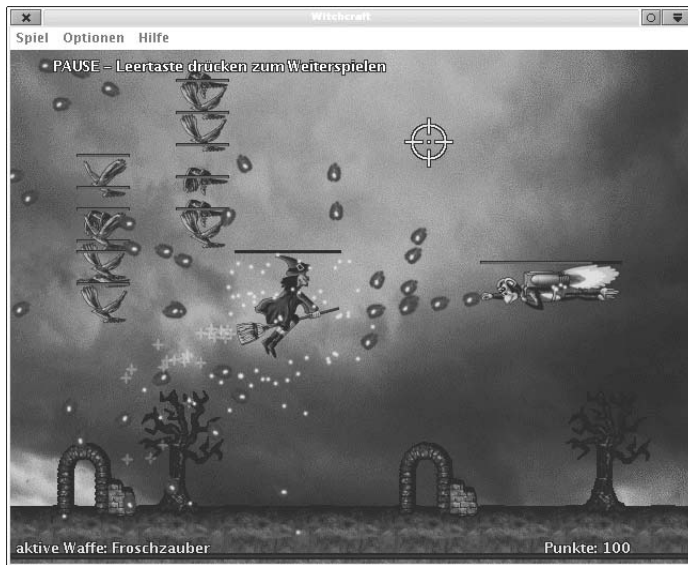 Witchcraft
Spiel Optionen Hilfe
PAUSE – Leertaste drücken zum Weiterspielen
aktive Waffe: Froschzauber Punkte: 100